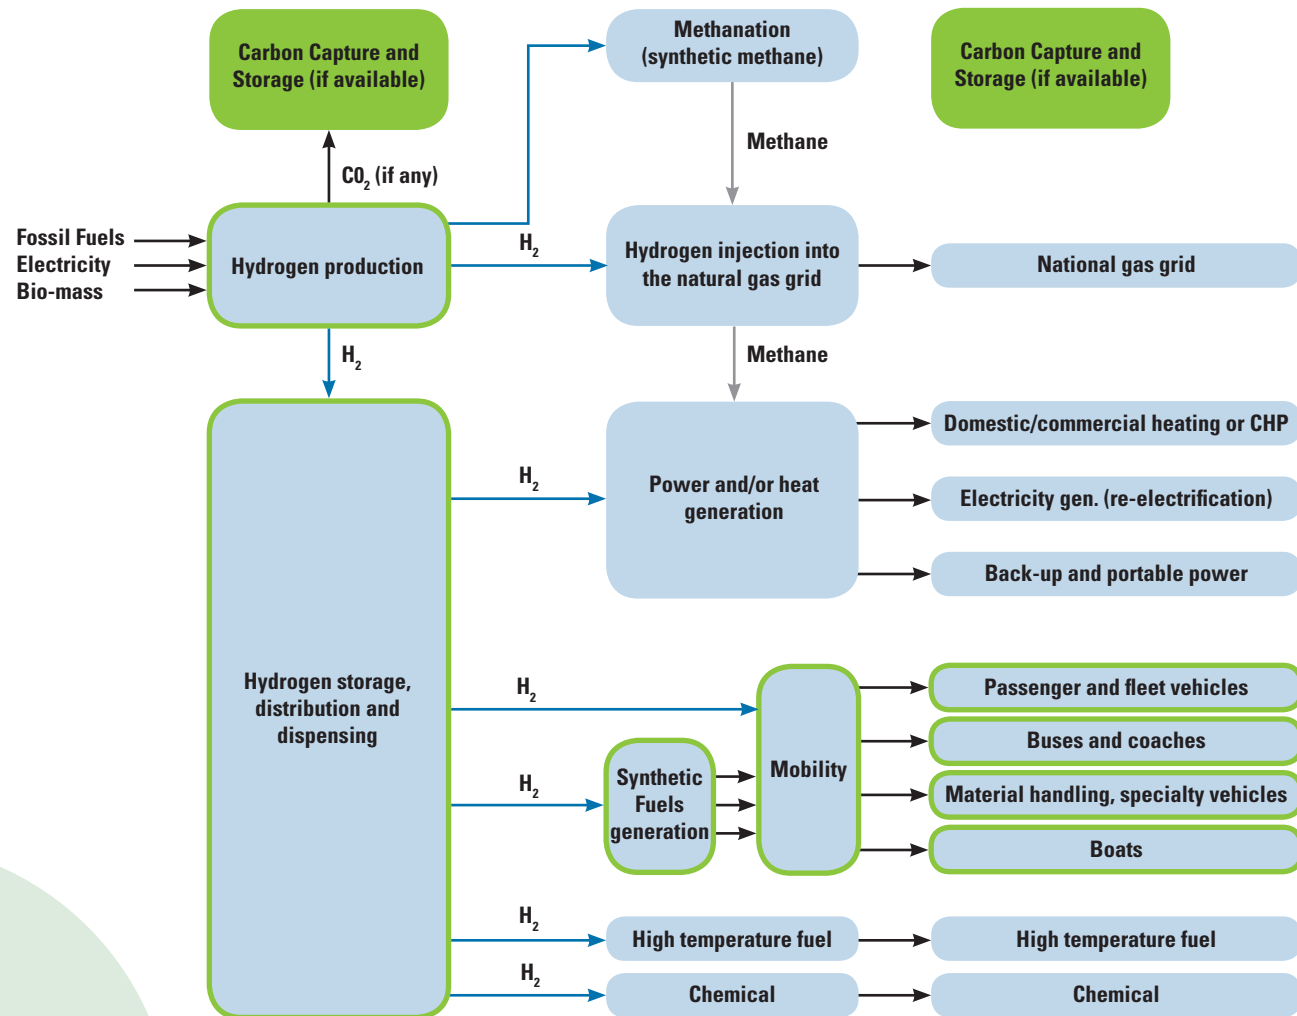 Carbon Capture and
Storage (if available)
Methanation
(synthetic methane)
Carbon Capture and
Storage (if available)
Methane
C0₂ (if any)
Fossil Fuels
Electricity
Bio-mass
Hydrogen production
H₂
Hydrogen injection into
the natural gas grid
National gas grid
H₂
Methane
Domestic/commercial heating or CHP
H₂
Power and/or heat
generation
Electricity gen. (re-electrification)
Back-up and portable power
Hydrogen storage,
distribution and
dispensing
H₂
Passenger and fleet vehicles
Buses and coaches
H₂
Synthetic
Fuels
generation
Mobility
Material handling, specialty vehicles
Boats
H₂
High temperature fuel
High temperature fuel
H₂
Chemical
Chemical